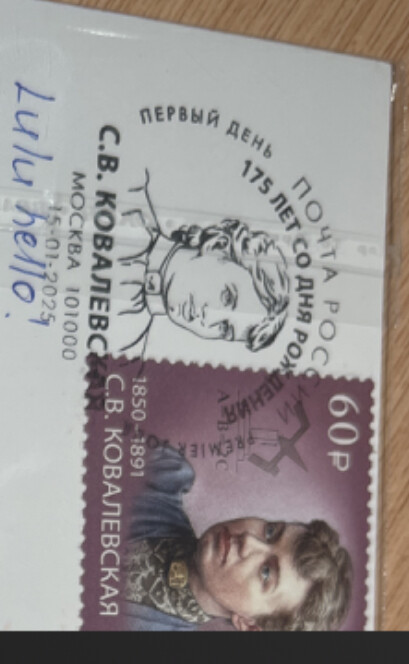 ПЕРВЫЙ ДЕНЬ
ПОЧТА РОССИИ
175 ЛЕТ СО ДНЯ РОЖДЕНИЯ
С.В. КОВАЛЕВСКАЯ
МОСКВА 101000
15.01.2025
60₽
1850–1891
С.В. КОВАЛЕВСКАЯ
Lulu hello.